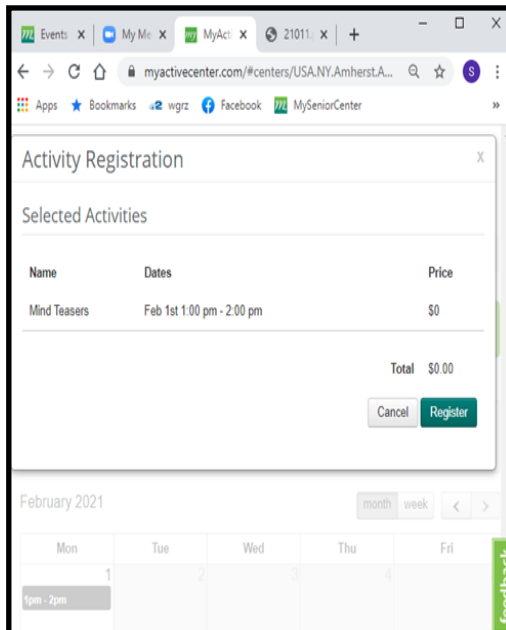 Events x My Me x MyActi x 21011. x +
myactivecenter.com/#centers/USA.NY.Amherst.A... S
Apps Bookmarks wgrz Facebook MySeniorCenter »
Activity Registration X
Selected Activities
Name Dates Price
Mind Teasers Feb 1st 1:00 pm - 2:00 pm $0
Total $0.00
Cancel Register
February 2021 month week < >
Mon Tue Wed Thu Fri
1 2 3 4
1pm - 2pm
feedback